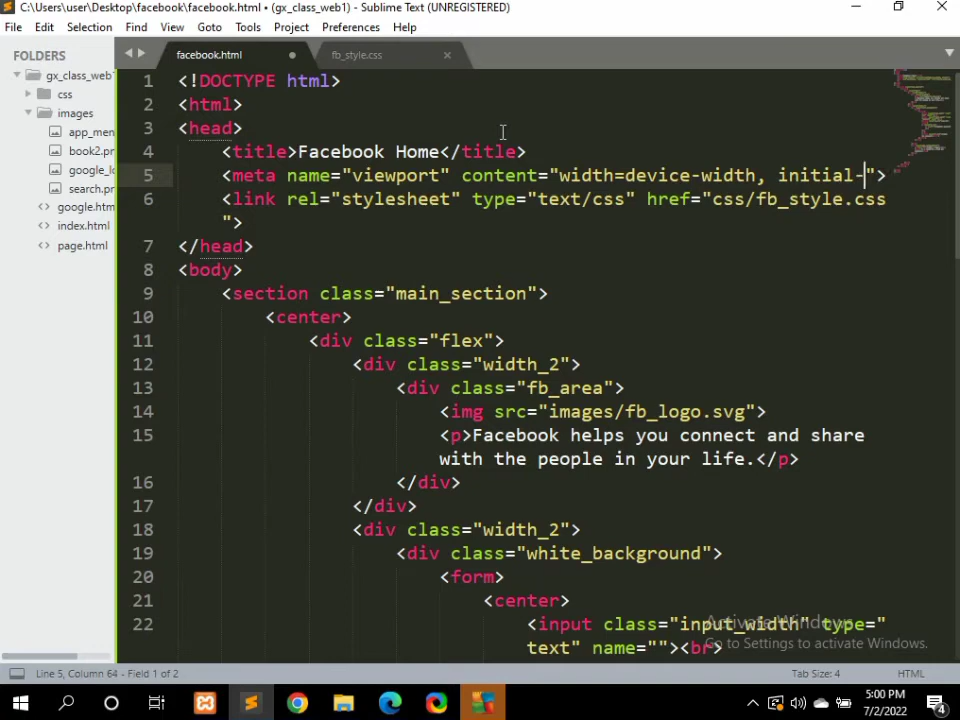 C:\Users\user\Desktop\facebook\facebook.html • (gx_class_web1) - Sublime Text (UNREGISTERED)
File Edit Selection Find View Goto Tools Project Preferences Help
FOLDERS
gx_class_web1
css
images
app_men
book2.pr
google_lo
search.pr
google.htm
index.html
page.html
facebook.html fb_style.css
1 <!DOCTYPE html>
2 <html>
3 <head>
4 <title>Facebook Home</title>
5 <meta name="viewport" content="width=device-width, initial-">
6 <link rel="stylesheet" type="text/css" href="css/fb_style.css
">
7 </head>
8 <body>
9 <section class="main_section">
10 <center>
11 <div class="flex">
12 <div class="width_2">
13 <div class="fb_area">
14 <img src="images/fb_logo.svg">
15 <p>Facebook helps you connect and share
with the people in your life.</p>
16 </div>
17 </div>
18 <div class="width_2">
19 <div class="white_background">
20 <form>
21 <center>
22 <input class="input_width" type="
text" name=""><br>
Activate Windows
Go to Settings to activate Windows.
Line 5, Column 64 - Field 1 of 2 Tab Size: 4 HTML
5:00 PM
7/2/2022
4